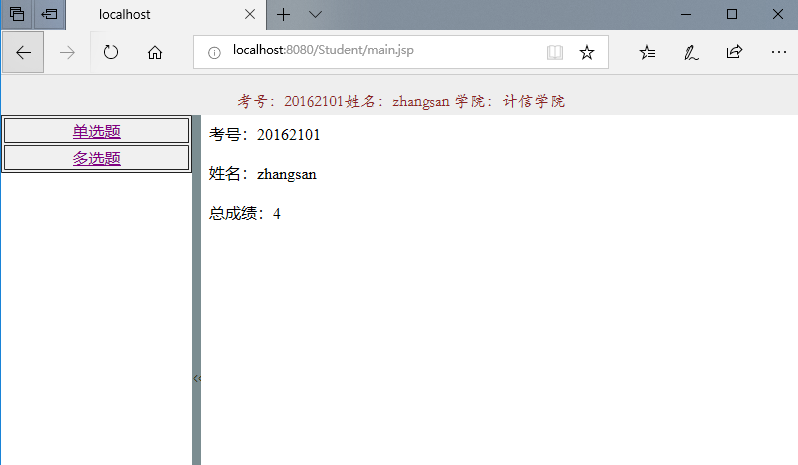 localhost
localhost:8080/Student/main.jsp
考号：20162101姓名：zhangsan 学院：计信学院
单选题
多选题
考号：20162101
姓名：zhangsan
总成绩：4